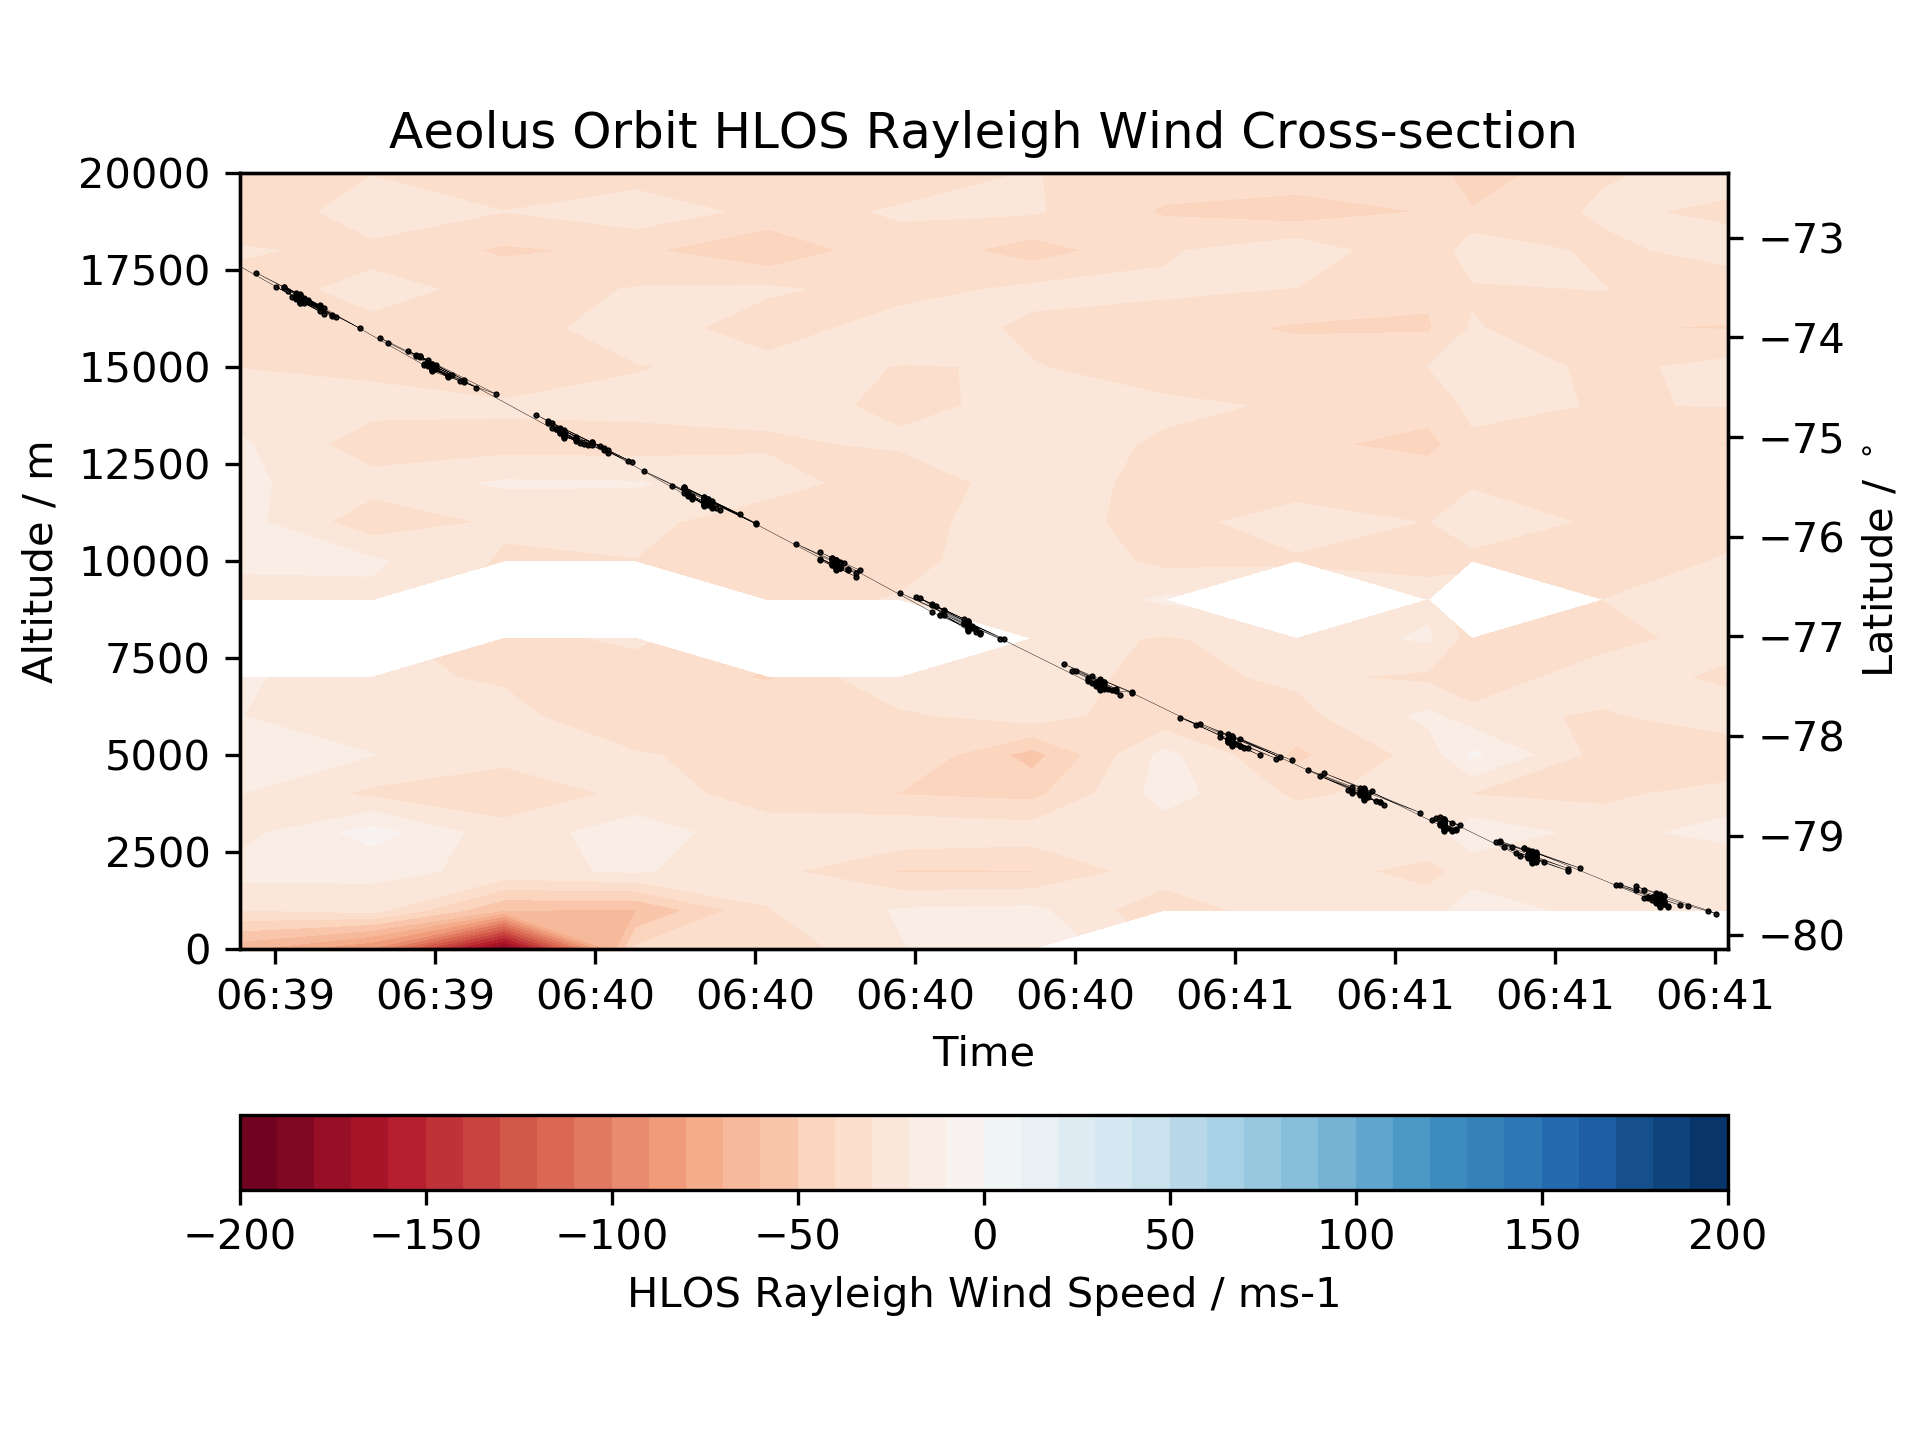 Aeolus Orbit HLOS Rayleigh Wind Cross-section
20000
17500
15000
12500
10000
7500
5000
2500
0
Altitude / m
−73
−74
−75
−76
−77
−78
−79
−80
Latitude / °
06:39 06:39 06:40 06:40 06:40 06:40 06:41 06:41 06:41 06:41
Time
−200 −150 −100 −50 0 50 100 150 200
HLOS Rayleigh Wind Speed / ms-1